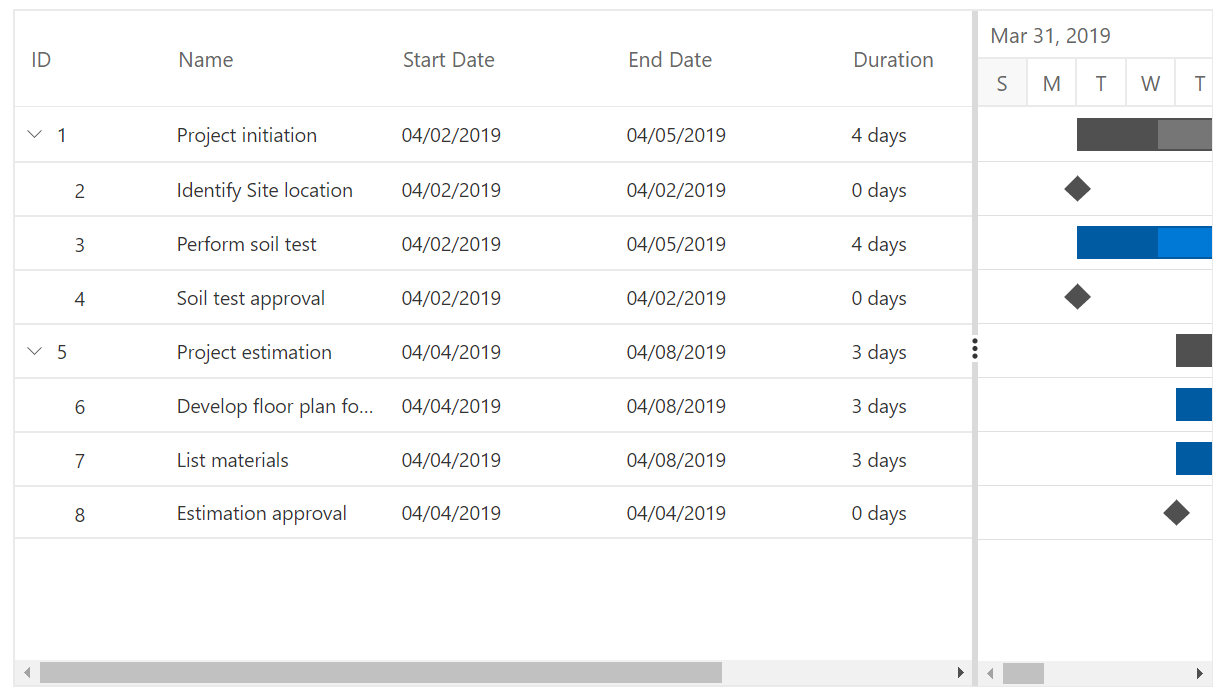 ID Name Start Date End Date Duration Mar 31, 2019
S M T W T
1 Project initiation 04/02/2019 04/05/2019 4 days
2 Identify Site location 04/02/2019 04/02/2019 0 days
3 Perform soil test 04/02/2019 04/05/2019 4 days
4 Soil test approval 04/02/2019 04/02/2019 0 days
5 Project estimation 04/04/2019 04/08/2019 3 days
6 Develop floor plan fo... 04/04/2019 04/08/2019 3 days
7 List materials 04/04/2019 04/08/2019 3 days
8 Estimation approval 04/04/2019 04/04/2019 0 days